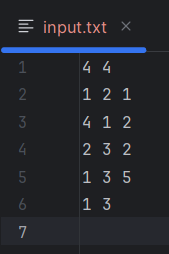 input.txt
1 4 4
2 1 2 1
3 4 1 2
4 2 3 2
5 1 3 5
6 1 3
7